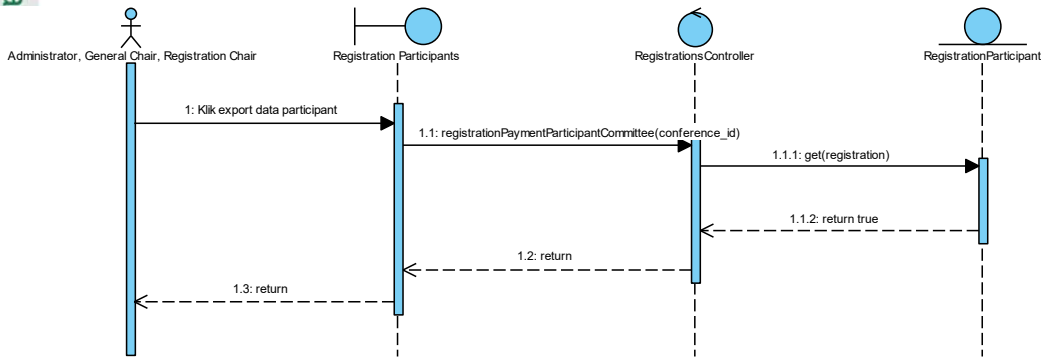 Administrator, General Chair, Registration Chair
Registration Participants
RegistrationsController
RegistrationParticipant
1: Klik export data participant
1.1: registrationPaymentParticipantCommittee(conference_id)
1.1.1: get(registration)
1.1.2: return true
1.2: return
1.3: return